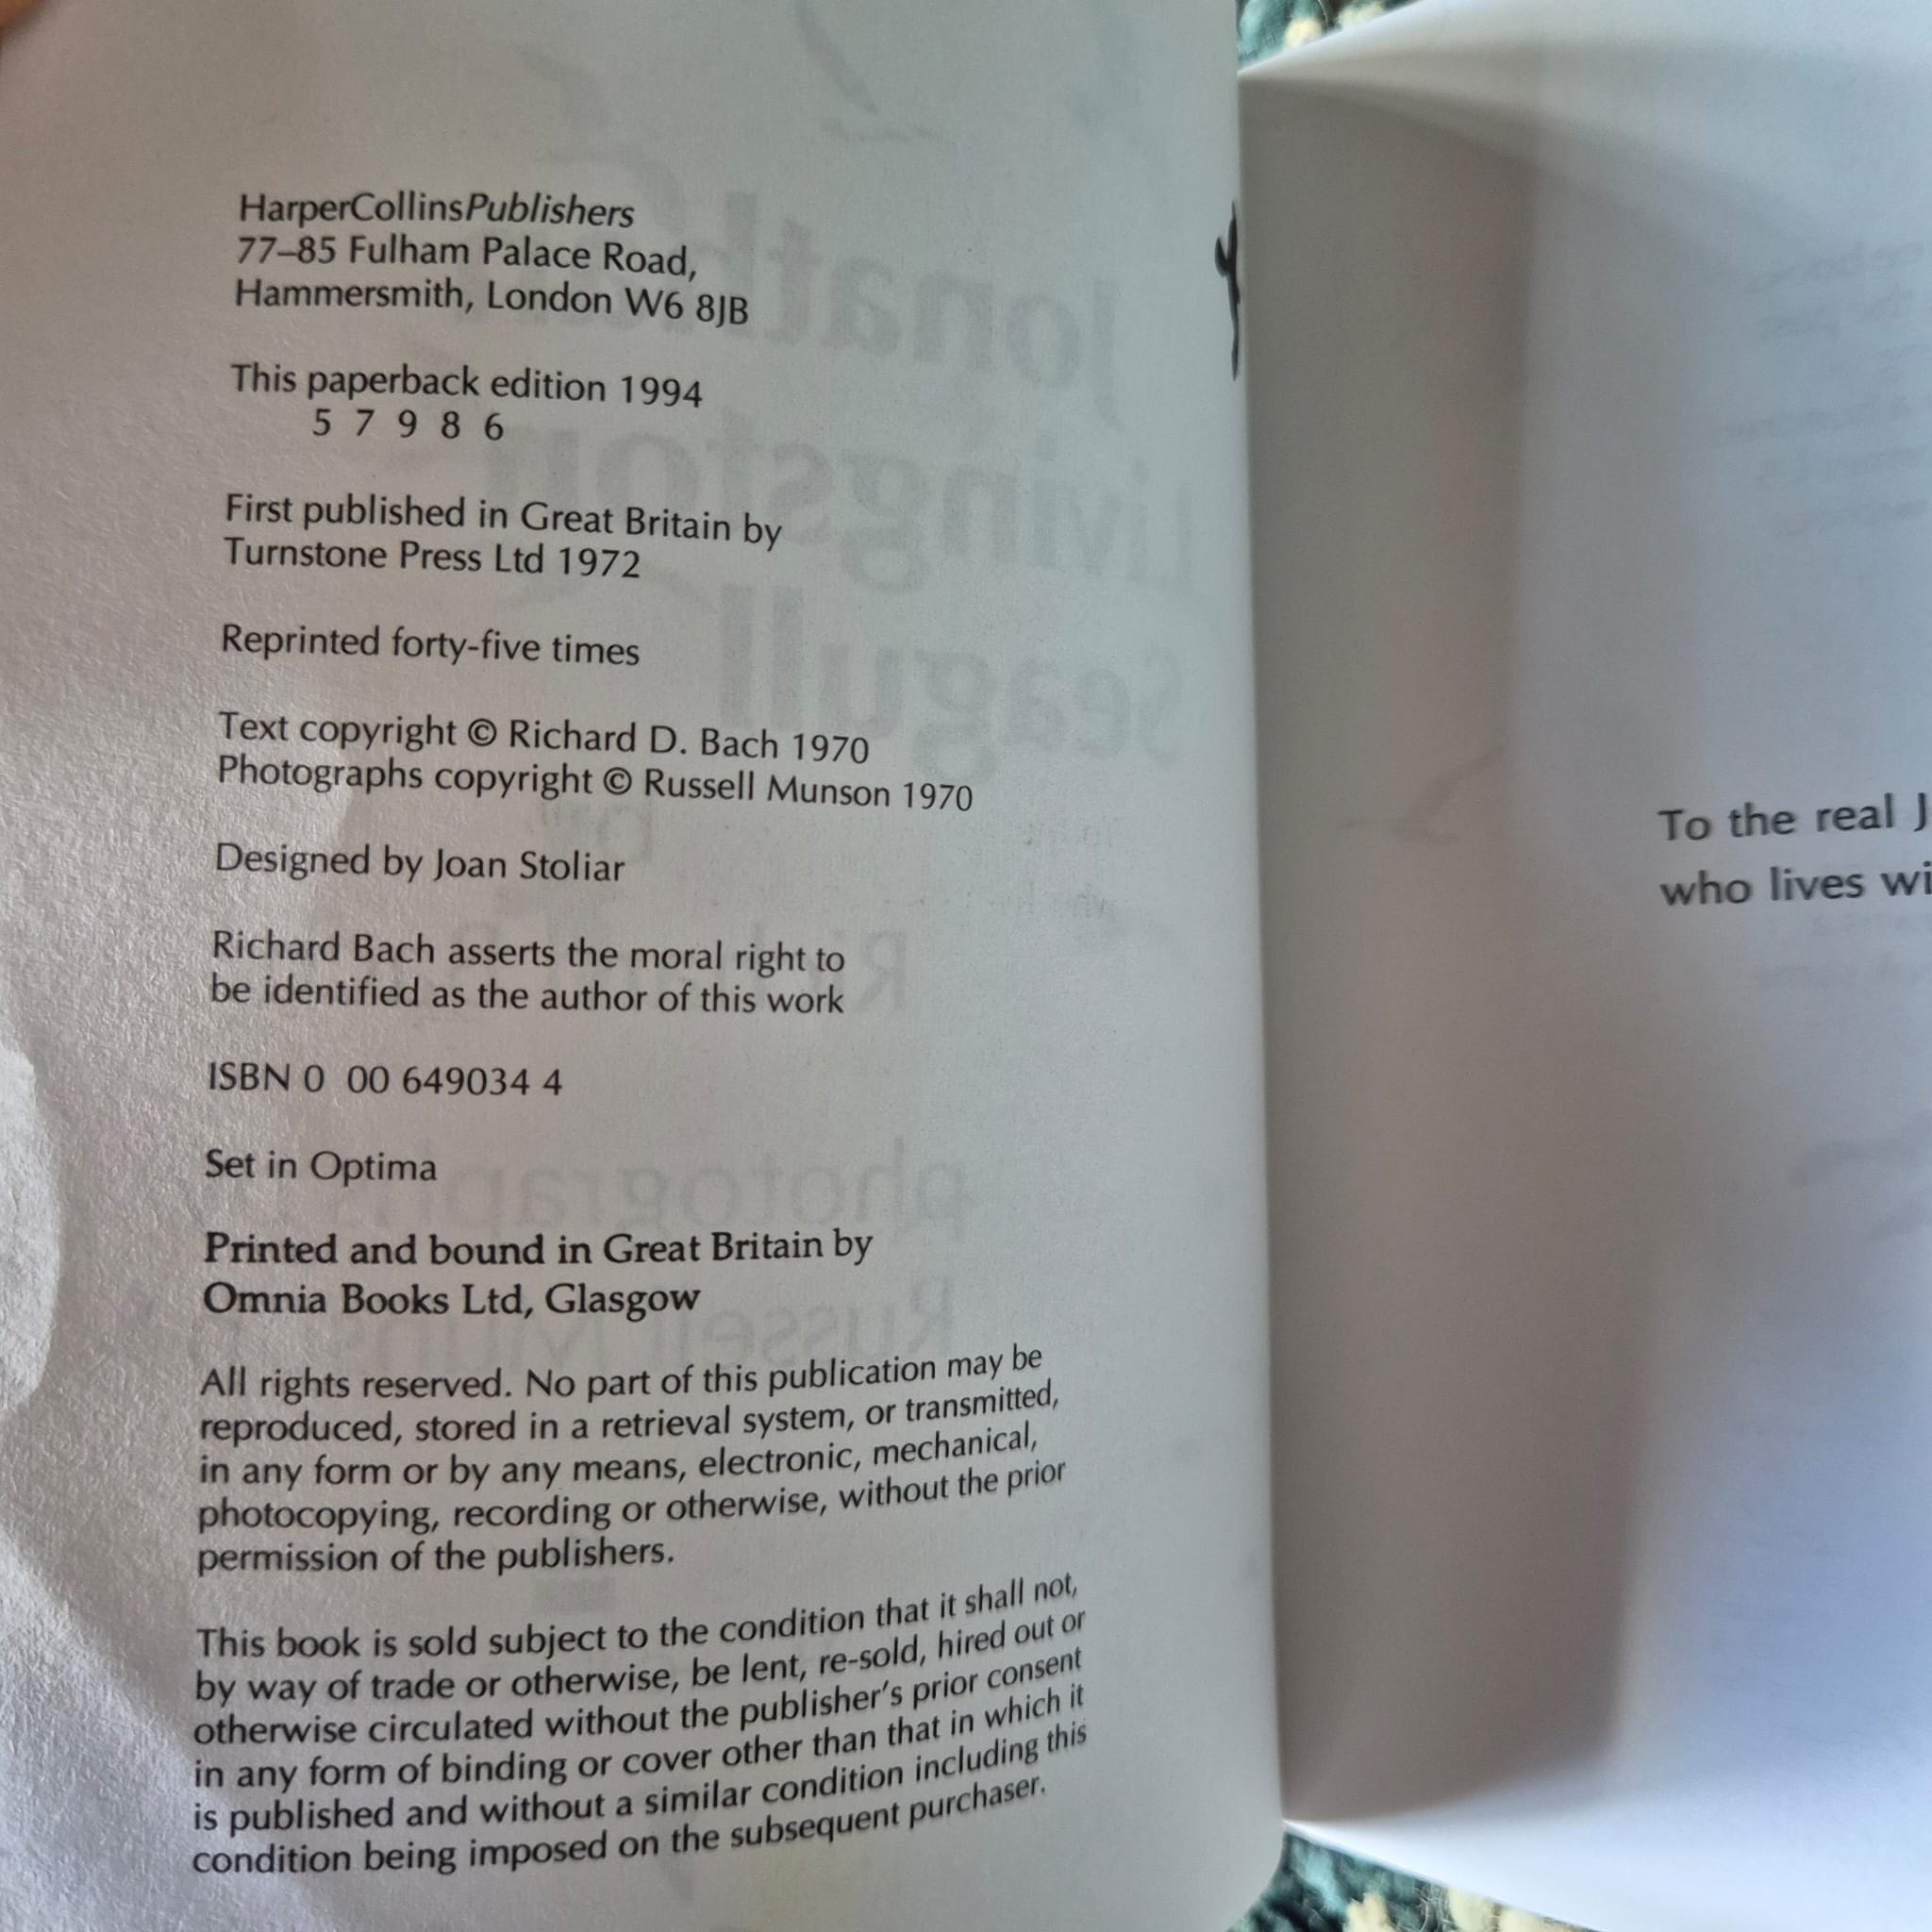 HarperCollinsPublishers
77–85 Fulham Palace Road,
Hammersmith, London W6 8JB
This paperback edition 1994
5 7 9 8 6
First published in Great Britain by
Turnstone Press Ltd 1972
Reprinted forty-five times
Text copyright © Richard D. Bach 1970
Photographs copyright © Russell Munson 1970
Designed by Joan Stoliar
Richard Bach asserts the moral right to
be identified as the author of this work
ISBN 0 00 649034 4
Set in Optima
Printed and bound in Great Britain by
Omnia Books Ltd, Glasgow
All rights reserved. No part of this publication may be
reproduced, stored in a retrieval system, or transmitted,
in any form or by any means, electronic, mechanical,
photocopying, recording or otherwise, without the prior
permission of the publishers.
This book is sold subject to the condition that it shall not,
by way of trade or otherwise, be lent, re-sold, hired out or
otherwise circulated without the publisher's prior consent
in any form of binding or cover other than that in which it
is published and without a similar condition including this
condition being imposed on the subsequent purchaser.
To the real J
who lives wi